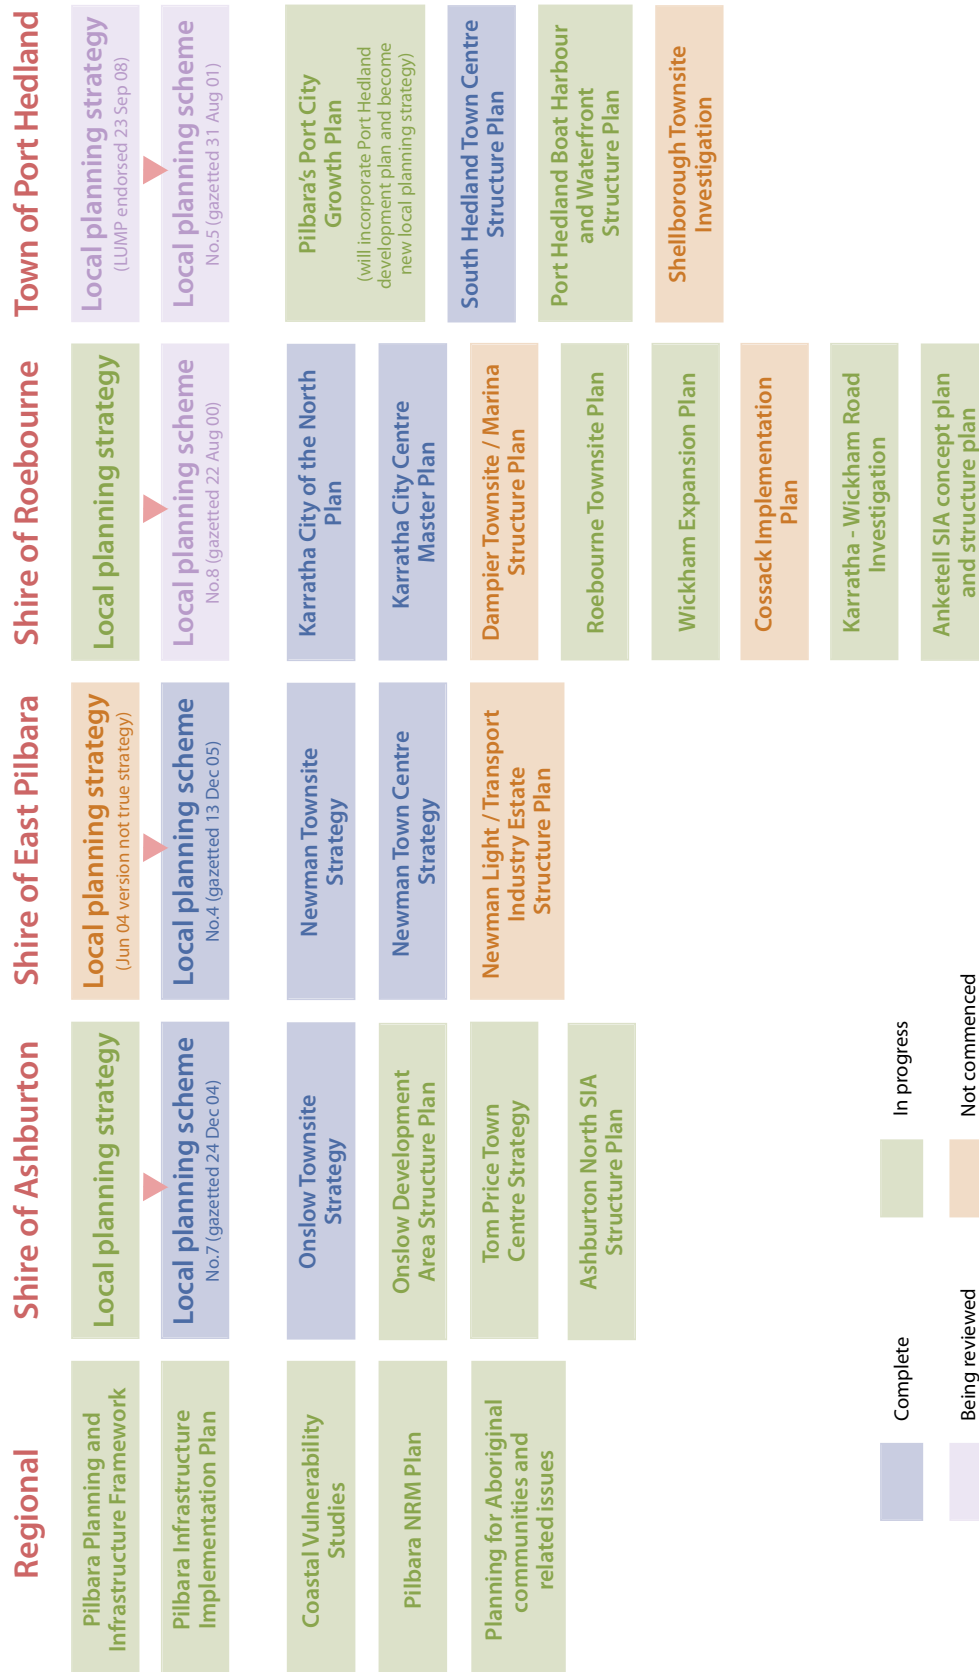 Regional
Pilbara Planning and
Infrastructure Framework
Pilbara Infrastructure
Implementation Plan
Coastal Vulnerability
Studies
Pilbara NRM Plan
Planning for Aboriginal
communities and
related issues
Shire of Ashburton
Local planning strategy
Local planning scheme
No.7 (gazetted 24 Dec 04)
Onslow Townsite
Strategy
Onslow Development
Area Structure Plan
Tom Price Town
Centre Strategy
Ashburton North SIA
Structure Plan
Shire of East Pilbara
Local planning strategy
(Jun 04 version not true strategy)
Local planning scheme
No.4 (gazetted 13 Dec 05)
Newman Townsite
Strategy
Newman Town Centre
Strategy
Newman Light / Transport
Industry Estate
Structure Plan
Shire of Roebourne
Local planning strategy
Local planning scheme
No.8 (gazetted 22 Aug 00)
Karratha City of the North
Plan
Karratha City Centre
Master Plan
Dampier Townsite / Marina
Structure Plan
Roebourne Townsite Plan
Wickham Expansion Plan
Cossack Implementation
Plan
Karratha - Wickham Road
Investigation
Anketell SIA concept plan
and structure plan
Town of Port Hedland
Local planning strategy
(LUMP endorsed 23 Sep 08)
Local planning scheme
No.5 (gazetted 31 Aug 01)
Pilbara's Port City
Growth Plan
(will incorporate Port Hedland
development plan and become
new local planning strategy)
South Hedland Town Centre
Structure Plan
Port Hedland Boat Harbour
and Waterfront
Structure Plan
Shellborough Townsite
Investigation
Complete
In progress
Being reviewed
Not commenced